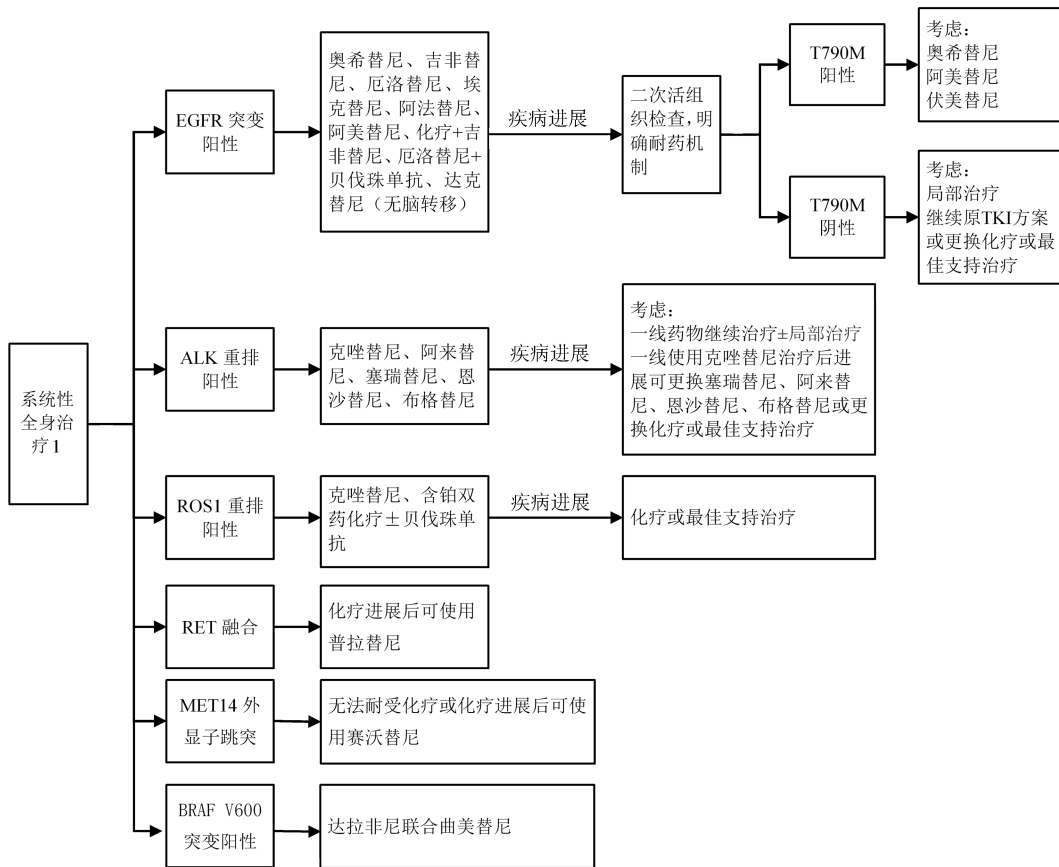 系统性
全身治
疗 1
EGFR 突变
阳性
奥希替尼、吉非替
尼、厄洛替尼、埃
克替尼、阿法替尼、
阿美替尼、化疗+吉
非替尼、厄洛替尼+
贝伐珠单抗、达克
替尼（无脑转移）
疾病进展
二次活组
织检查,明
确耐药机
制
T790M
阳性
考虑：
奥希替尼
阿美替尼
伏美替尼
T790M
阴性
考虑：
局部治疗
继续原TKI方案
或更换化疗或最
佳支持治疗
ALK 重排
阳性
克唑替尼、阿来替
尼、塞瑞替尼、恩
沙替尼、布格替尼
疾病进展
考虑：
一线药物继续治疗±局部治疗
一线使用克唑替尼治疗后进
展可更换塞瑞替尼、阿来替
尼、恩沙替尼、布格替尼或更
换化疗或最佳支持治疗
ROS1 重排
阳性
克唑替尼、含铂双
药化疗±贝伐珠单
抗
疾病进展
化疗或最佳支持治疗
RET 融合
化疗进展后可使用
普拉替尼
MET14 外
显子跳突
无法耐受化疗或化疗进展后可使
用赛沃替尼
BRAF V600
突变阳性
达拉非尼联合曲美替尼